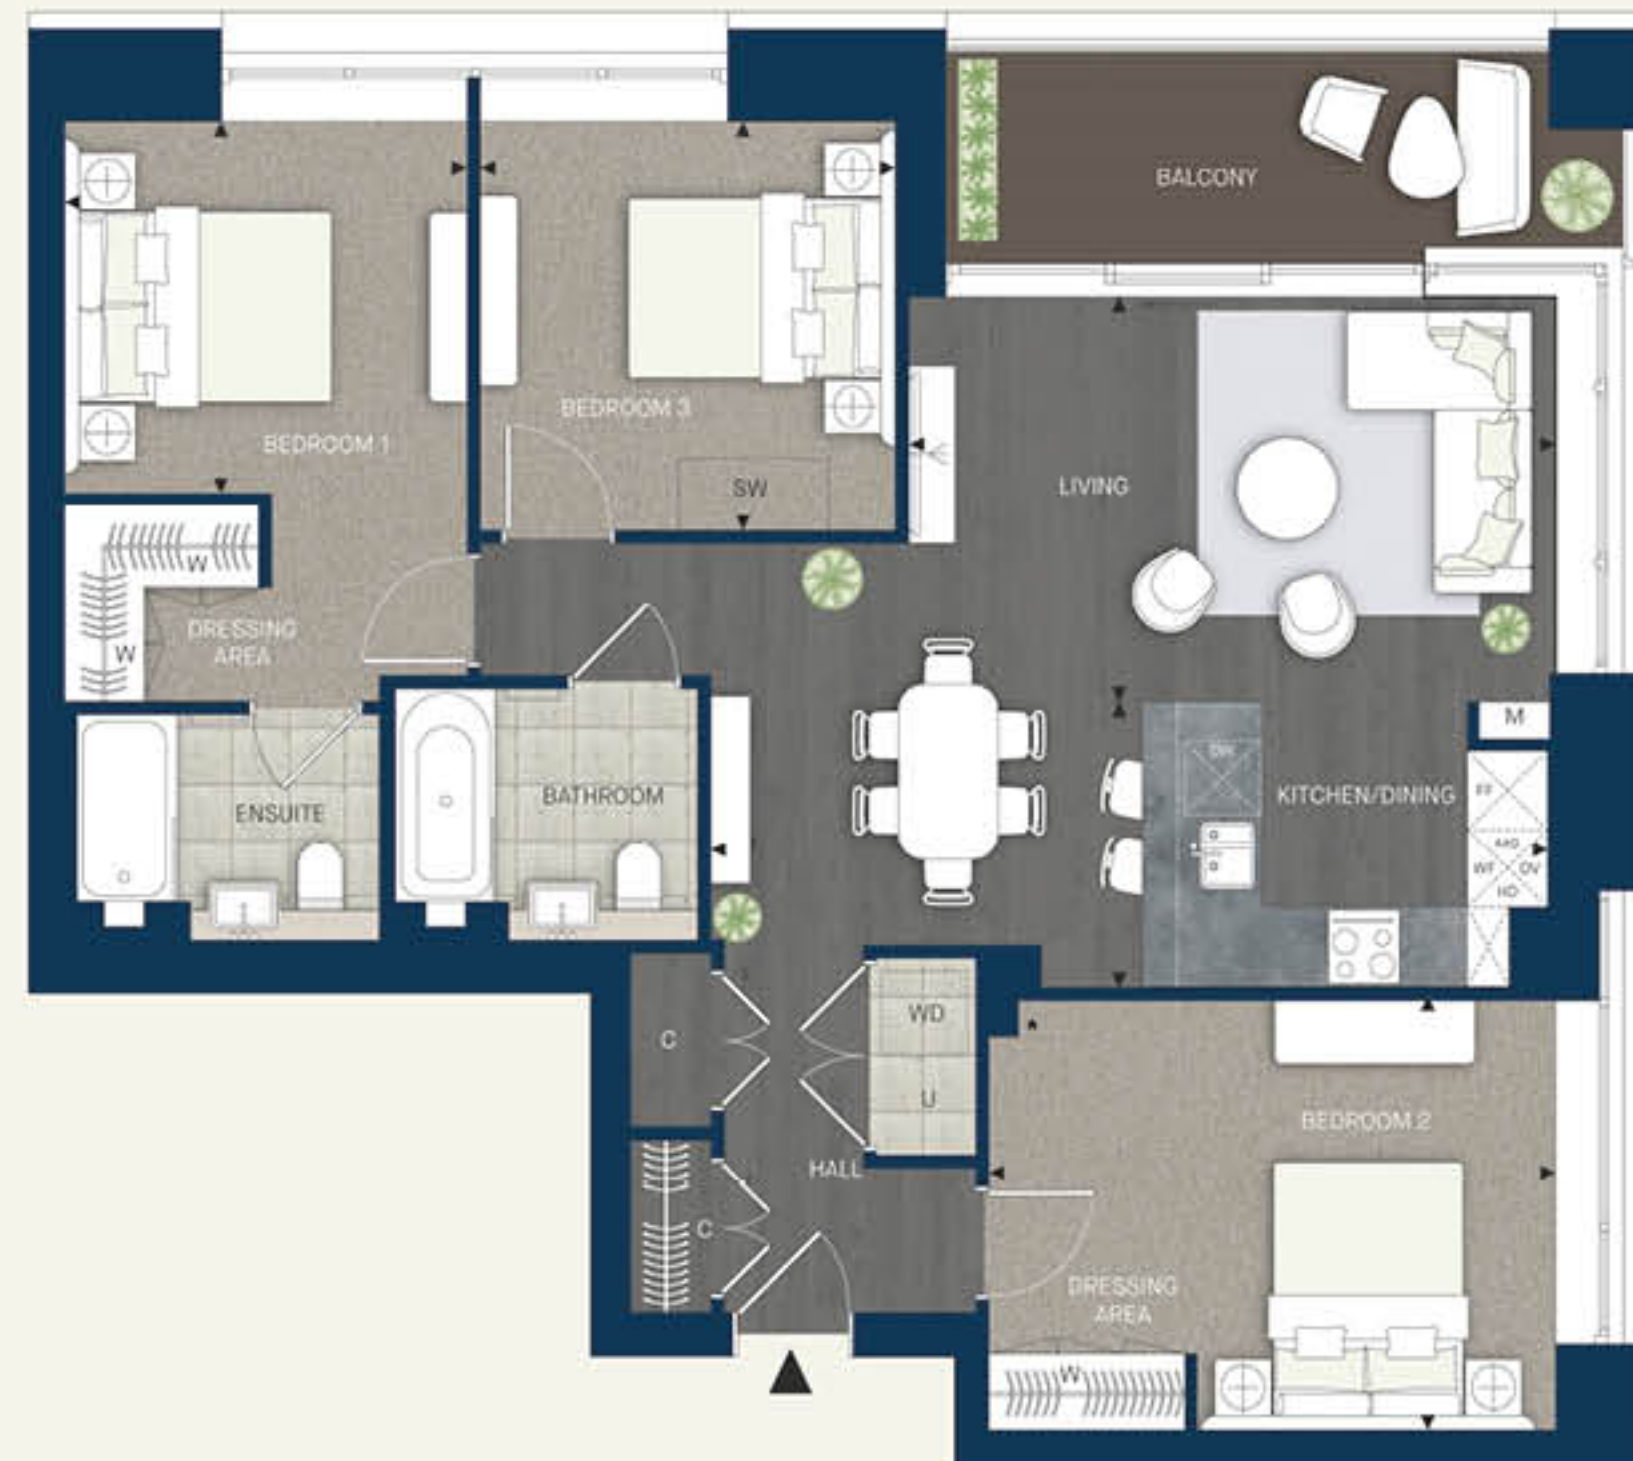 BALCONY
BEDROOM 3
BEDROOM 1
SW
LIVING
W
DRESSING
AREA
W
M
ENSUITE
BATHROOM
DW
KITCHEN/DINING
FF
WF
OV
HO
C
WD
U
HALL
C
BEDROOM 2
DRESSING
AREA
W